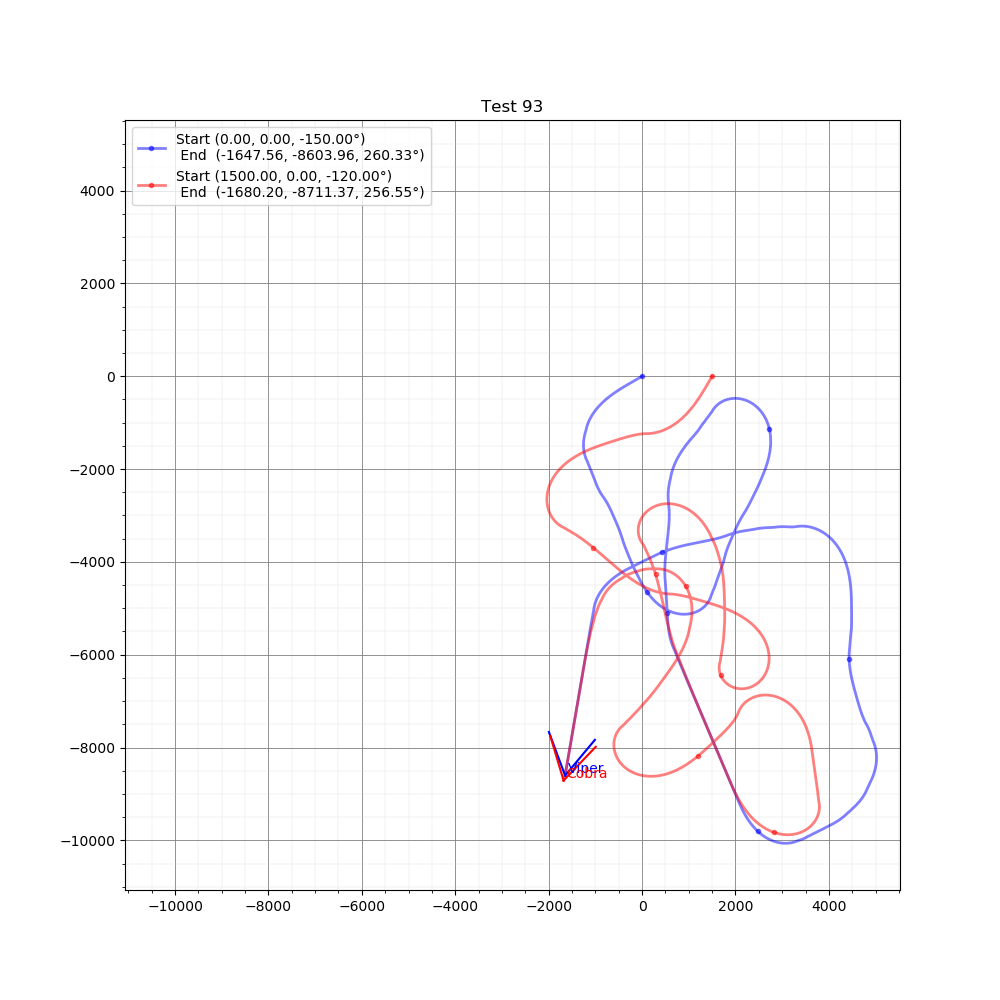 Test 93
Start (0.00, 0.00, -150.00°)
End (-1647.56, -8603.96, 260.33°)
Start (1500.00, 0.00, -120.00°)
End (-1680.20, -8711.37, 256.55°)
4000
2000
0
−2000
−4000
−6000
−8000
−10000
Viper
Cobra
−10000 −8000 −6000 −4000 −2000 0 2000 4000